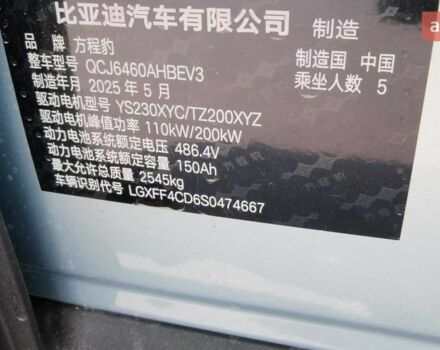 比亚迪汽车有限公司 制造
品牌 方程豹
制造国 中国
整车型号 QCJ6460AHBEV3
乘坐人数 5
制造年月 2025 年 5 月
驱动电机型号 YS230XYC/TZ200XYZ
驱动电机峰值功率 110kW/200kW
动力电池系统额定电压 486.4V
动力电池系统额定容量 150Ah
最大允许总质量 2545kg
车辆识别代号 LGXFF4CD6S0474667